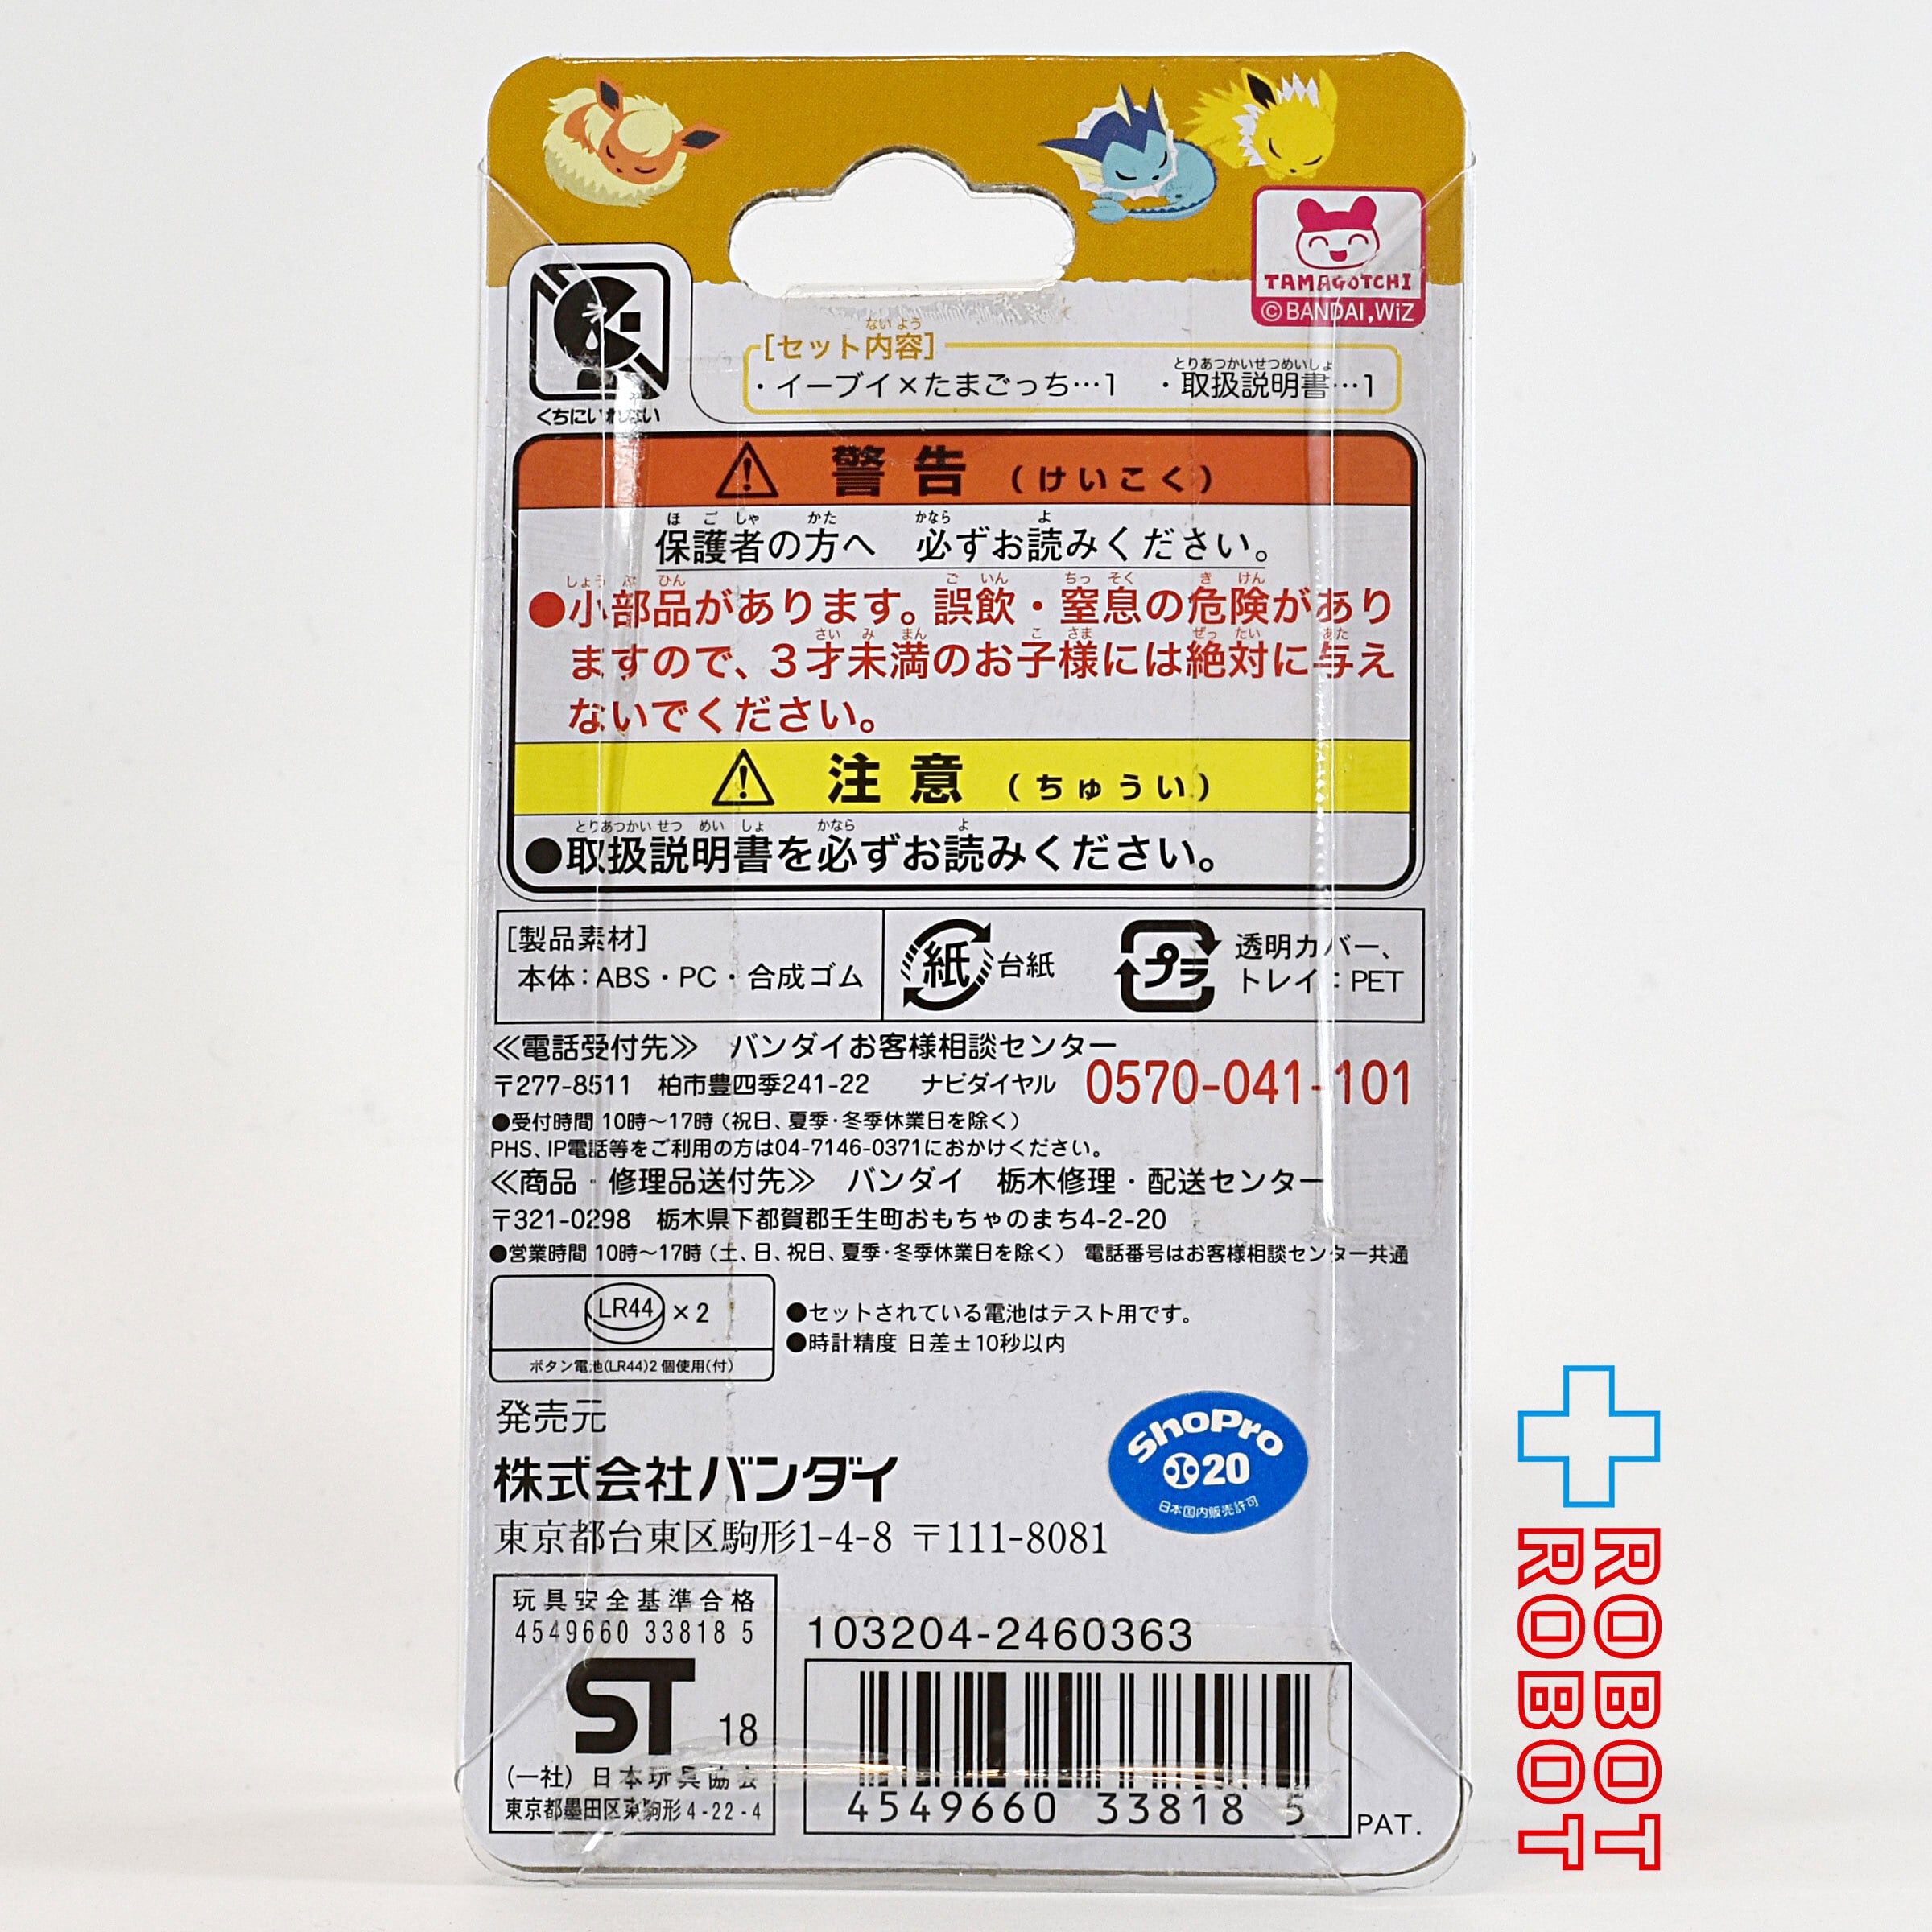 TAMAGOTCHI
©BANDAI,WiZ
くちにいれない
[セット内容]
・イーブイ×たまごっち…1 ・取扱説明書…1
警告（けいこく）
保護者の方へ 必ずお読みください。
●小部品があります。誤飲・窒息の危険があり
ますので、3才未満のお子様には絶対に与え
ないでください。
注意（ちゅうい）
●取扱説明書を必ずお読みください。
[製品素材]
本体：ABS・PC・合成ゴム
紙 台紙
プラ 透明カバー、
トレイ：PET
≪電話受付先≫ バンダイお客様相談センター
〒277-8511 柏市豊四季241-22 ナビダイヤル 0570-041-101
●受付時間 10時〜17時（祝日、夏季・冬季休業日を除く）
PHS、IP電話等をご利用の方は04-7146-0371におかけください。
≪商品・修理品送付先≫ バンダイ 栃木修理・配送センター
〒321-0298 栃木県下都賀郡壬生町おもちゃのまち4-2-20
●営業時間 10時〜17時（土、日、祝日、夏季・冬季休業日を除く） 電話番号はお客様相談センター共通
LR44 ×2
ボタン電池(LR44)2個使用(付)
●セットされている電池はテスト用です。
●時計精度 日差±10秒以内
発売元
株式会社バンダイ
東京都台東区駒形1-4-8 〒111-8081
ShoPro
20
日本国内販売許可
玩具安全基準合格
4549660 33818 5
ST 18
（一社）日本玩具協会
東京都墨田区東駒形4-22-4
103204-2460363
4549660 33818 5
PAT.
ROBOT
ROBOT